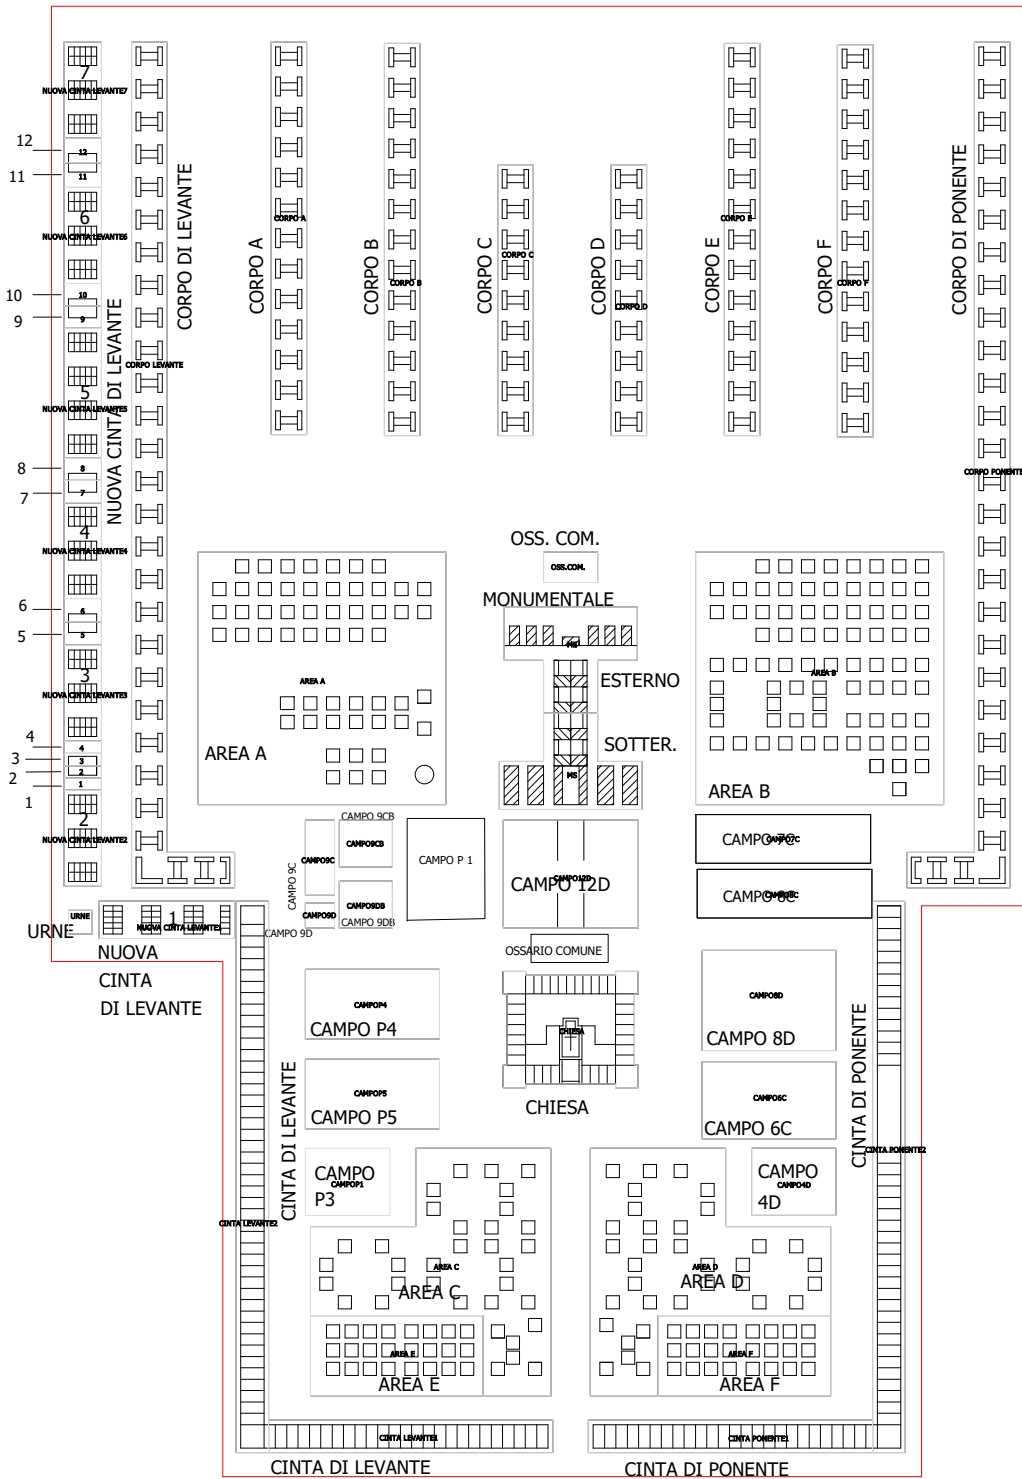 7
NUOVA CINTA LEVANTE7
12
12
11
11
6
NUOVA CINTA LEVANTE6
10
10
9
9
5
NUOVA CINTA LEVANTE5
8
8
7
7
4
NUOVA CINTA LEVANTE4
6
6
5
5
3
NUOVA CINTA LEVANTE3
4
4
3
3
2
2
1
1
2
NUOVA CINTA LEVANTE2
NUOVA CINTA DI LEVANTE
CORPO DI LEVANTE
CORPO LEVANTE
CORPO A
CORPO A
CORPO B
CORPO B
CORPO C
CORPO C
CORPO D
CORPO D
CORPO E
CORPO E
CORPO F
CORPO F
CORPO DI PONENTE
CORPO PONENTE
OSS. COM.
OSS.COM.
MONUMENTALE
ME
ESTERNO
SOTTER.
MS
AREA A
AREA A
AREA B
AREA B
CAMPO 9CB
CAMPO9CB
CAMPO 9C
CAMPO9C
CAMPO9DB
CAMPO 9DB
CAMPO9D
CAMPO 9D
CAMPO P 1
CAMPO 12D
CAMPO12D
CAMPO 7C
CAMPO7C
CAMPO 8C
CAMPO8C
URNE
URNE
1
NUOVA CINTA LEVANTE1
NUOVA
CINTA
DI LEVANTE
OSSARIO COMUNE
CHIESA
CHIESA
CAMPOP4
CAMPO P4
CAMPOP5
CAMPO P5
CAMPO
CAMPOP1
P3
CAMPO8D
CAMPO 8D
CAMPO6C
CAMPO 6C
CAMPO
CAMPO4D
4D
CINTA DI LEVANTE
CINTA LEVANTE2
CINTA DI PONENTE
CINTA PONENTE2
AREA C
AREA C
AREA D
AREA D
AREA E
AREA E
AREA F
AREA F
CINTA LEVANTE1
CINTA DI LEVANTE
CINTA PONENTE1
CINTA DI PONENTE